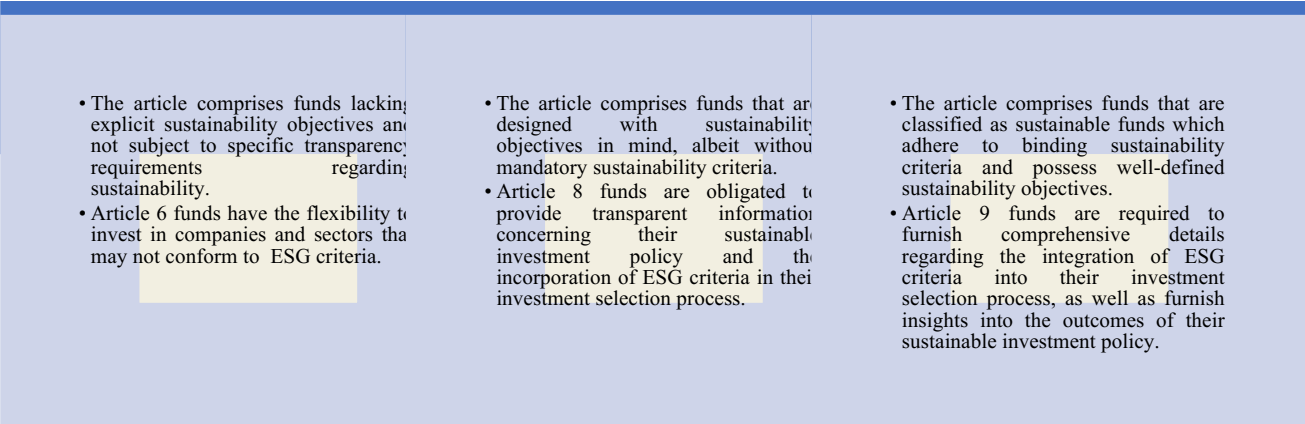 • The article comprises funds lacking
explicit sustainability objectives and
not subject to specific transparency
requirements regarding
sustainability.
• Article 6 funds have the flexibility to
invest in companies and sectors that
may not conform to ESG criteria.
• The article comprises funds that are
designed with sustainability
objectives in mind, albeit without
mandatory sustainability criteria.
• Article 8 funds are obligated to
provide transparent information
concerning their sustainable
investment policy and the
incorporation of ESG criteria in their
investment selection process.
• The article comprises funds that are
classified as sustainable funds which
adhere to binding sustainability
criteria and possess well-defined
sustainability objectives.
• Article 9 funds are required to
furnish comprehensive details
regarding the integration of ESG
criteria into their investment
selection process, as well as furnish
insights into the outcomes of their
sustainable investment policy.